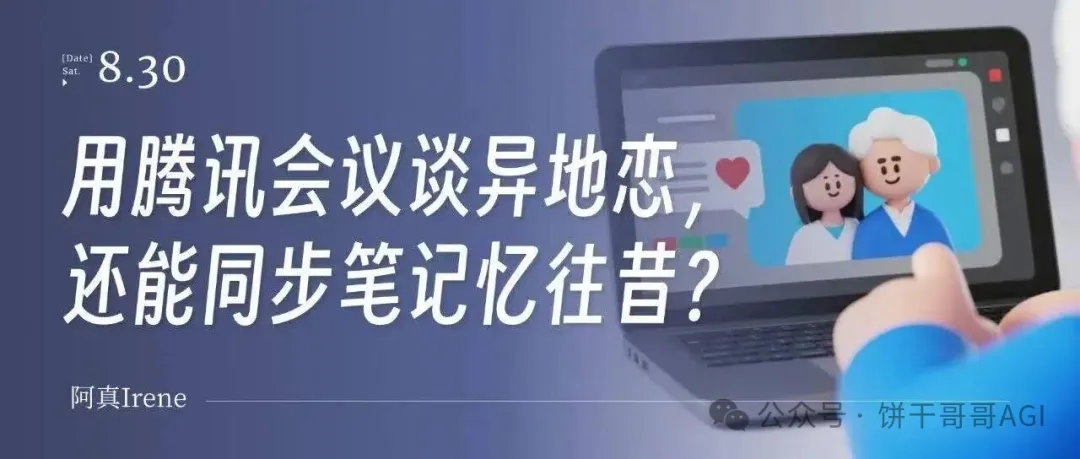 [Date]
Sat.
8.30
用腾讯会议谈异地恋,
还能同步笔记忆往昔?
阿真Irene
公众号·饼干哥哥AGI